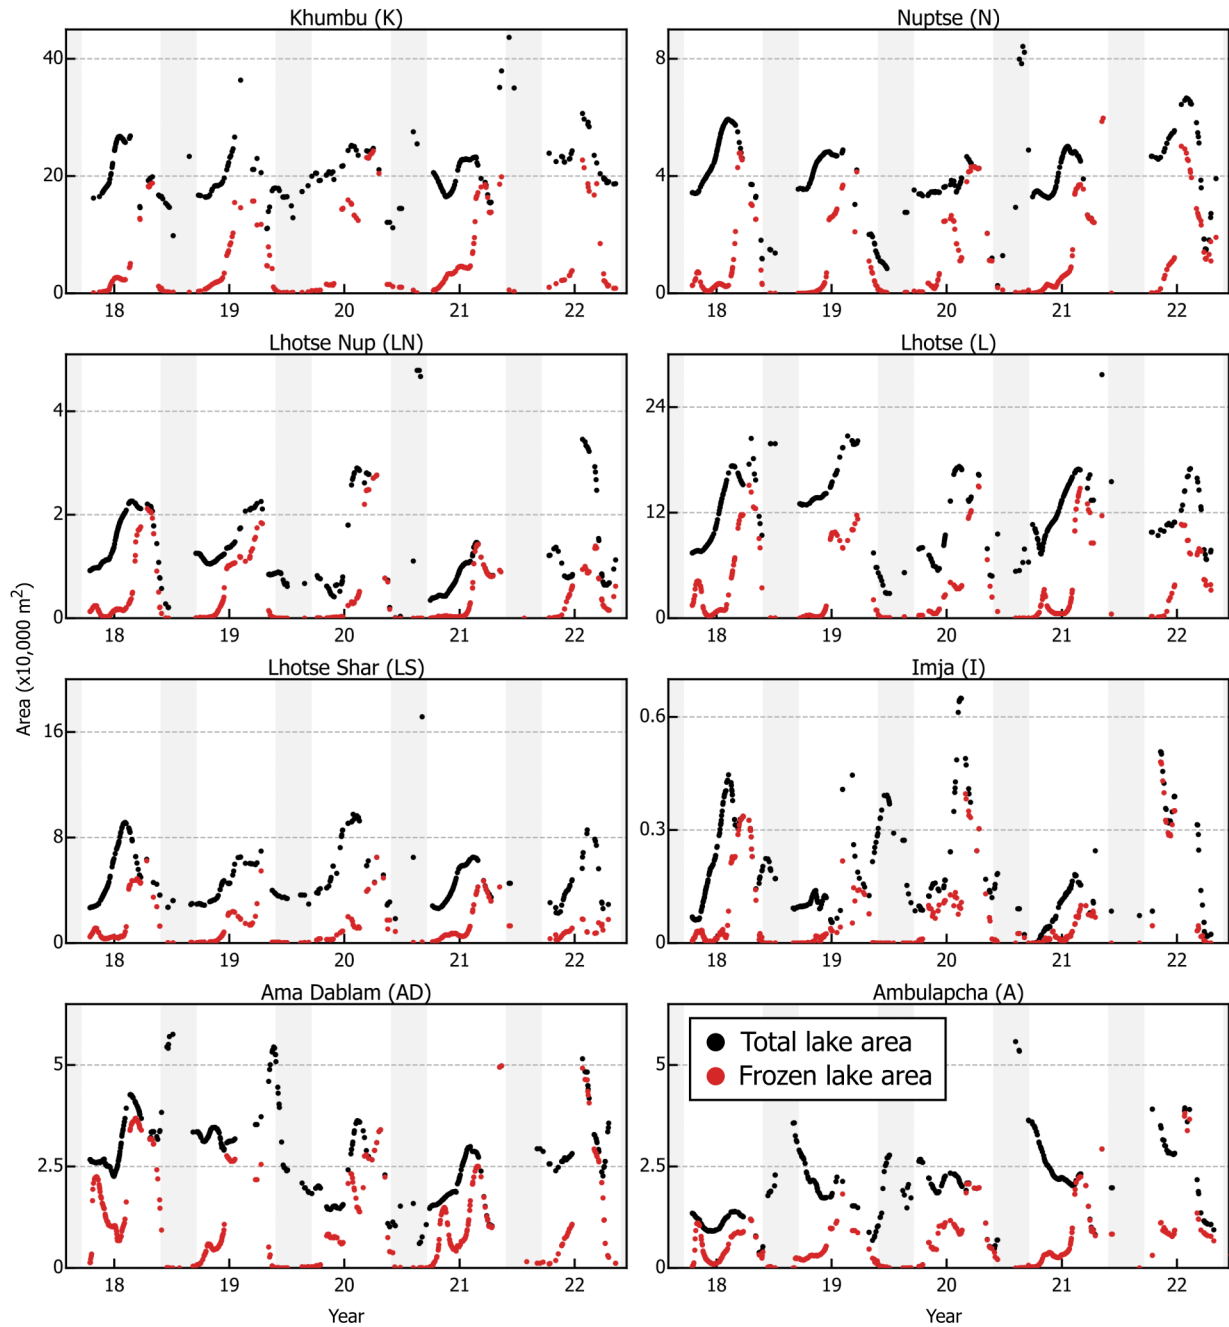 Khumbu (K)
40
20
0
18 19 20 21 22
Nuptse (N)
8
4
0
18 19 20 21 22
Lhotse Nup (LN)
4
2
0
18 19 20 21 22
Lhotse (L)
24
12
0
18 19 20 21 22
Area (x10,000 m²)
Lhotse Shar (LS)
16
8
0
18 19 20 21 22
Imja (I)
0.6
0.3
0
18 19 20 21 22
Ama Dablam (AD)
5
2.5
0
18 19 20 21 22
Year
Ambulapcha (A)
Total lake area
Frozen lake area
5
2.5
0
18 19 20 21 22
Year